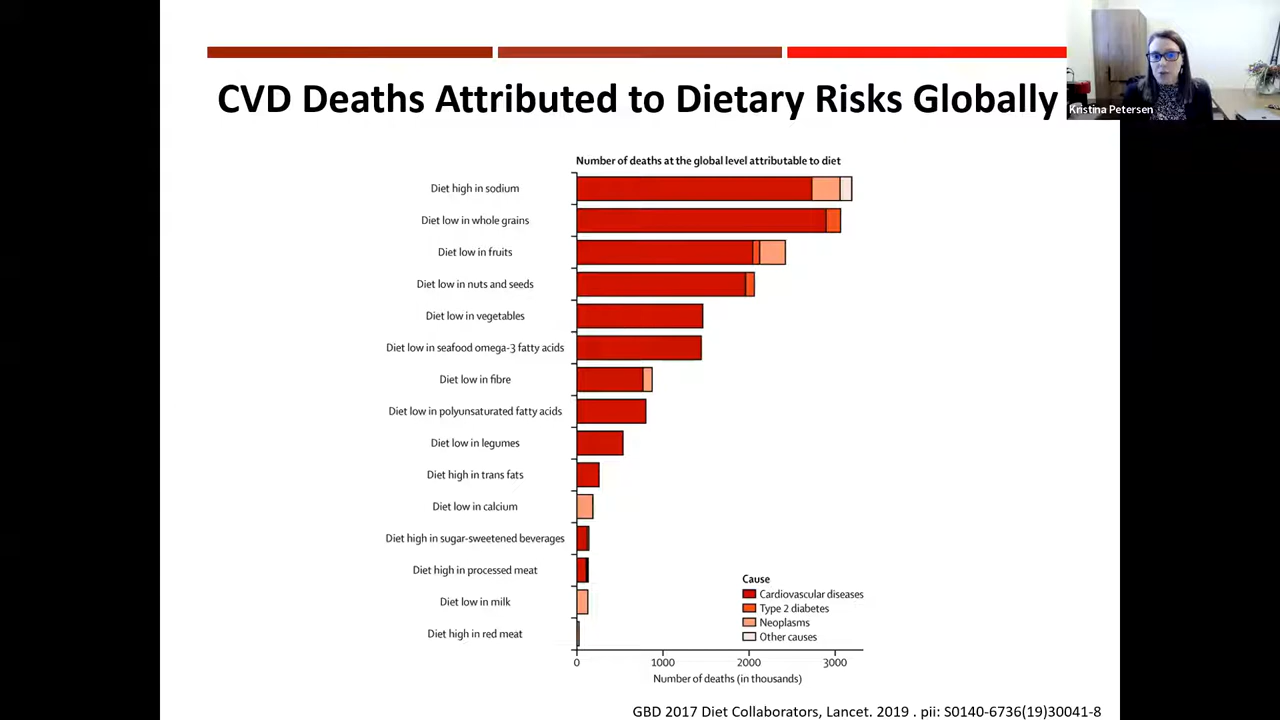 CVD Deaths Attributed to Dietary Risks Globally
Kristina Petersen
Number of deaths at the global level attributable to diet
Diet high in sodium
Diet low in whole grains
Diet low in fruits
Diet low in nuts and seeds
Diet low in vegetables
Diet low in seafood omega-3 fatty acids
Diet low in fibre
Diet low in polyunsaturated fatty acids
Diet low in legumes
Diet high in trans fats
Diet low in calcium
Diet high in sugar-sweetened beverages
Diet high in processed meat
Diet low in milk
Diet high in red meat
Cause
Cardiovascular diseases
Type 2 diabetes
Neoplasms
Other causes
0 1000 2000 3000
Number of deaths (in thousands)
GBD 2017 Diet Collaborators, Lancet. 2019 . pii: S0140-6736(19)30041-8